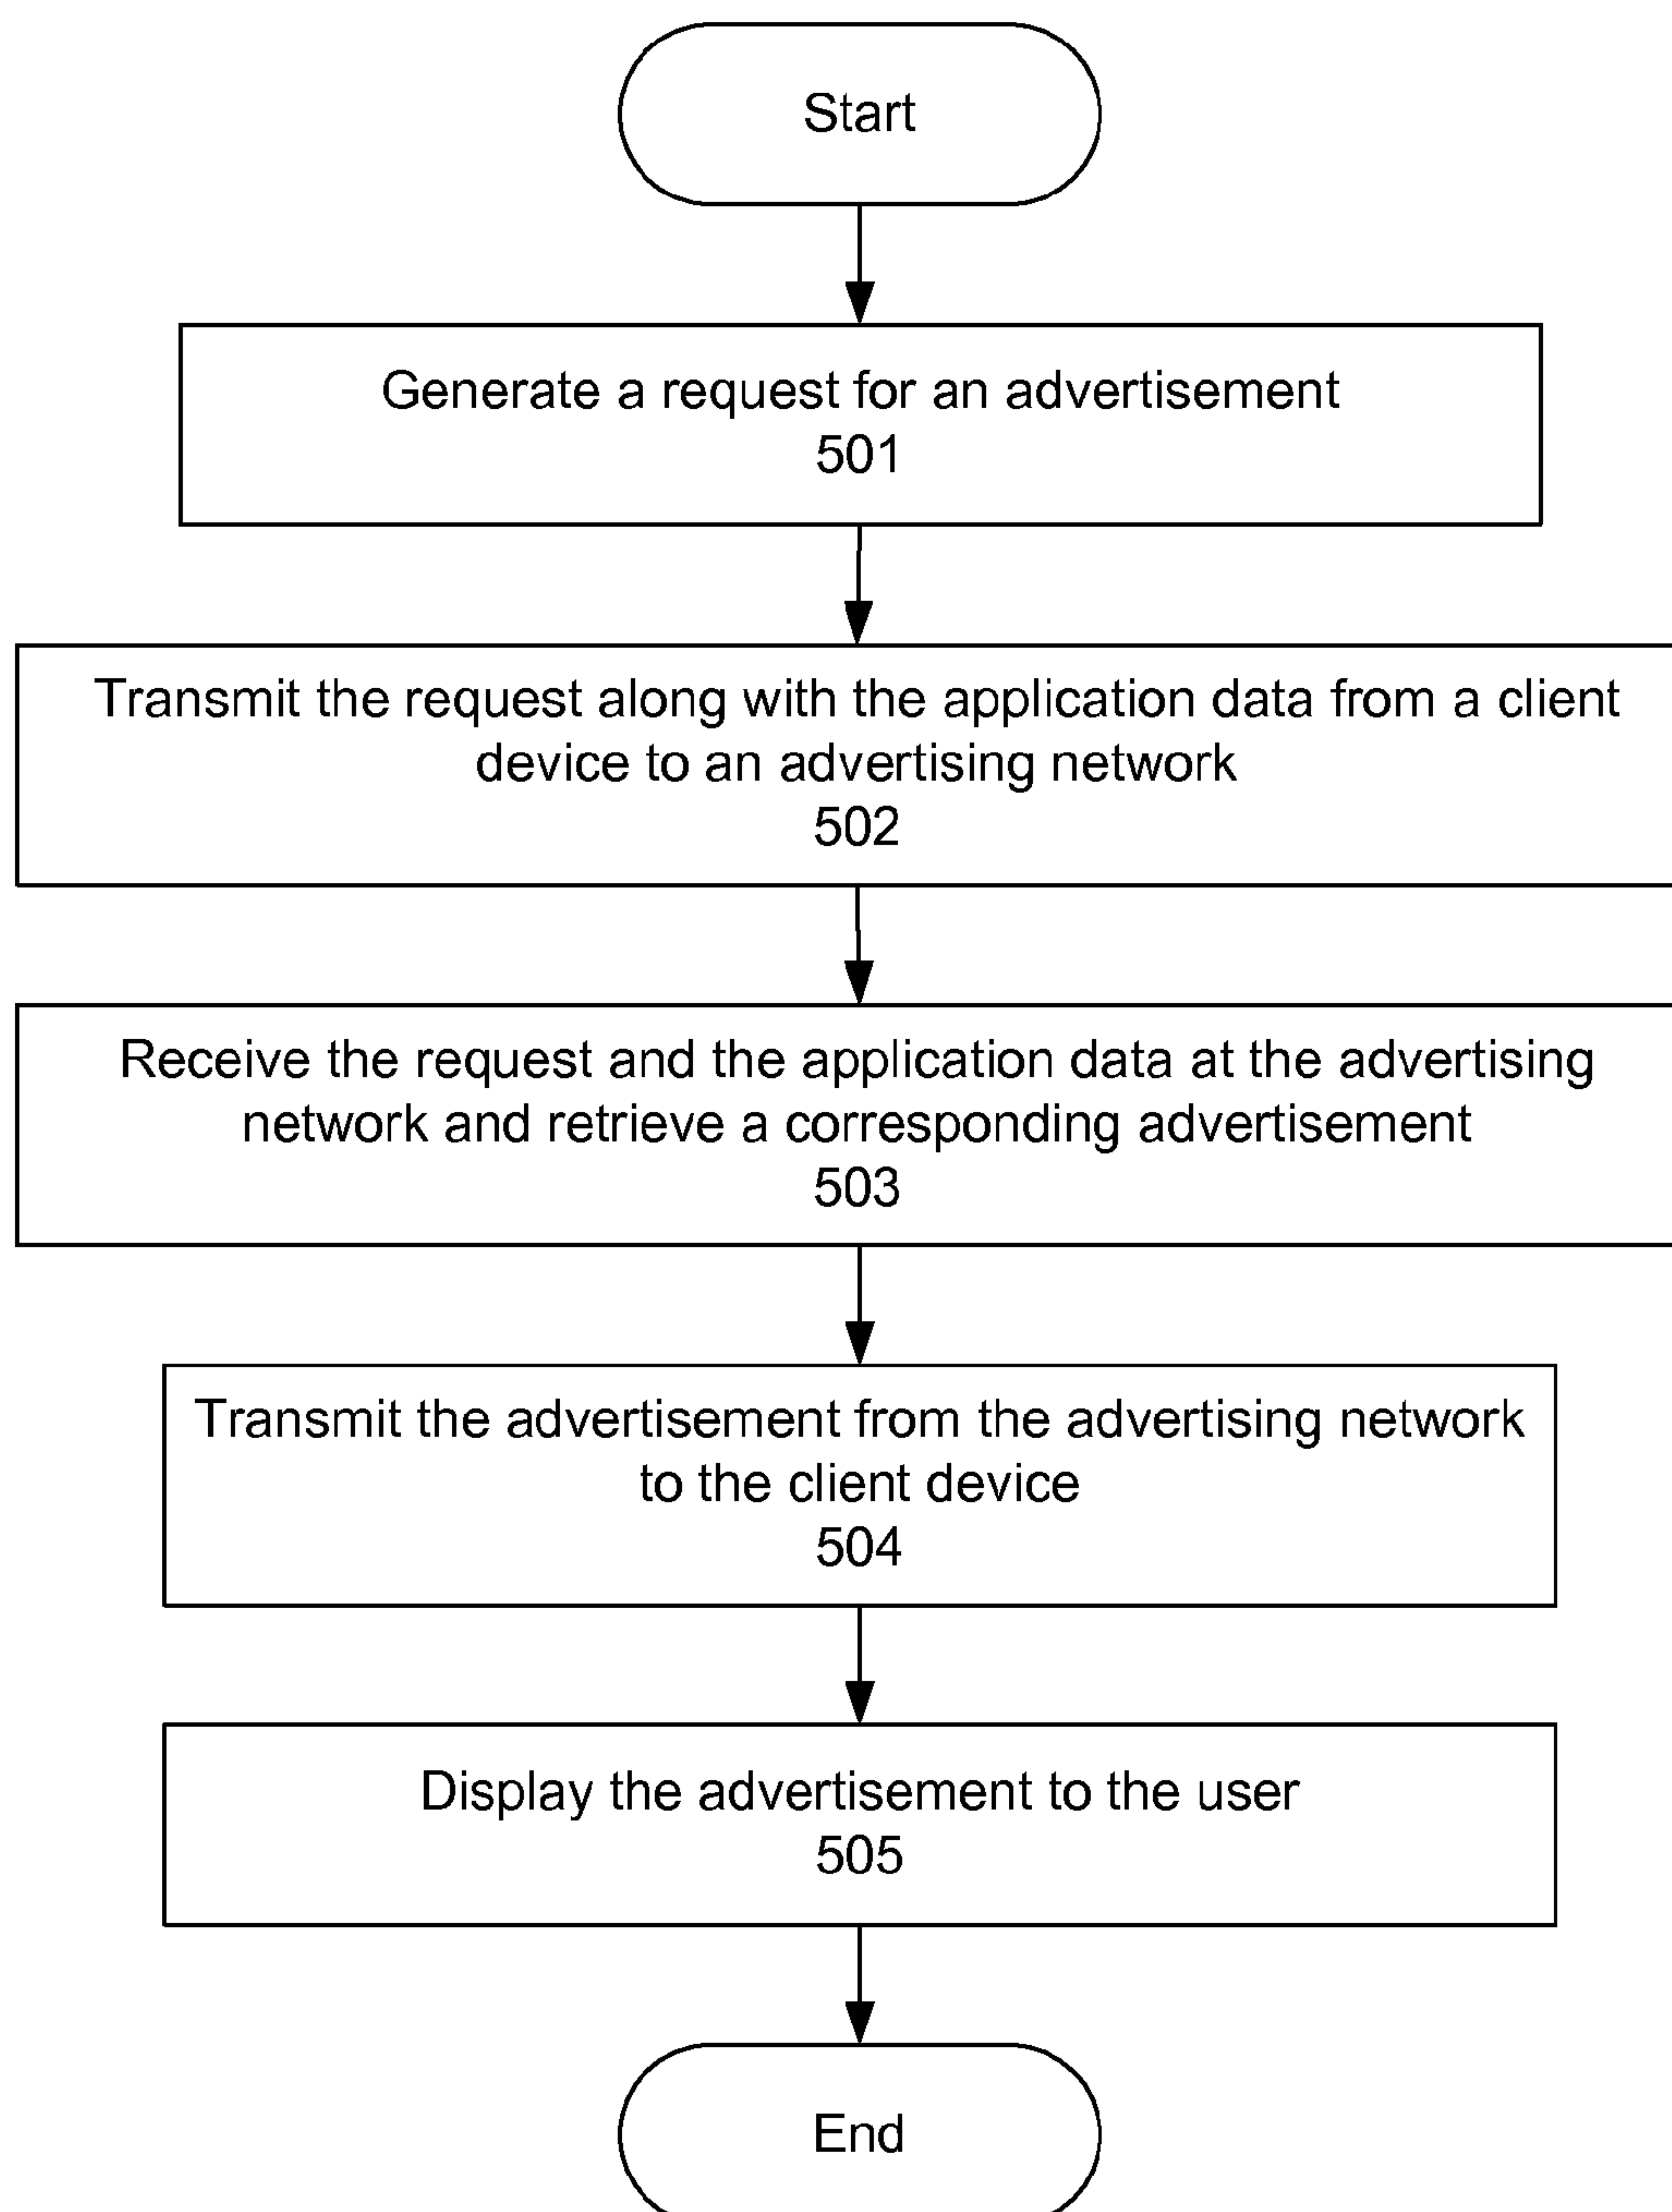 Start
Generate a request for an advertisement
501
Transmit the request along with the application data from a client
device to an advertising network
502
Receive the request and the application data at the advertising
network and retrieve a corresponding advertisement
503
Transmit the advertisement from the advertising network
to the client device
504
Display the advertisement to the user
505
End